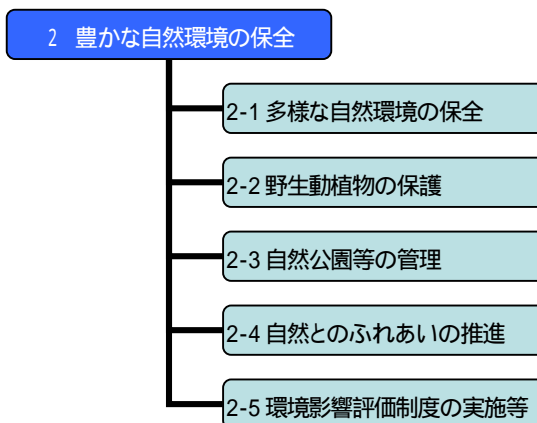 2 豊かな自然環境の保全
2-1 多様な自然環境の保全
2-2 野生動植物の保護
2-3 自然公園等の管理
2-4 自然とのふれあいの推進
2-5 環境影響評価制度の実施等